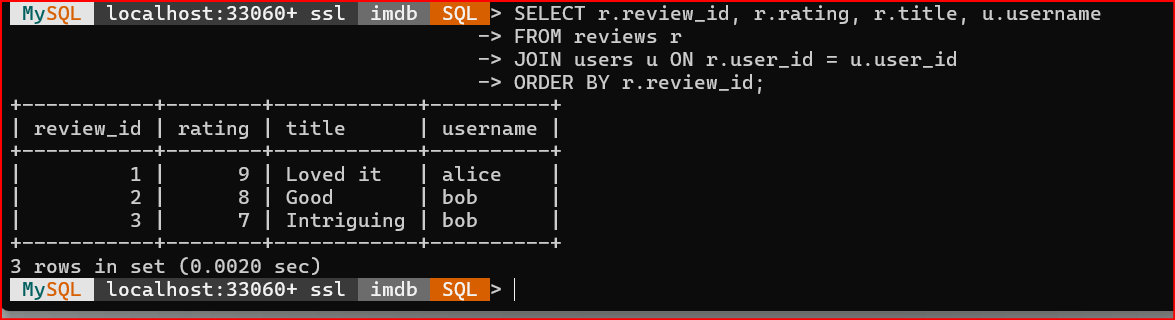 MySQL localhost:33060+ ssl imdb SQL > SELECT r.review_id, r.rating, r.title, u.username
-> FROM reviews r
-> JOIN users u ON r.user_id = u.user_id
-> ORDER BY r.review_id;
+-----------+--------+------------+----------+
| review_id | rating | title      | username |
+-----------+--------+------------+----------+
|         1 |      9 | Loved it   | alice    |
|         2 |      8 | Good       | bob      |
|         3 |      7 | Intriguing | bob      |
+-----------+--------+------------+----------+
3 rows in set (0.0020 sec)
MySQL localhost:33060+ ssl imdb SQL >